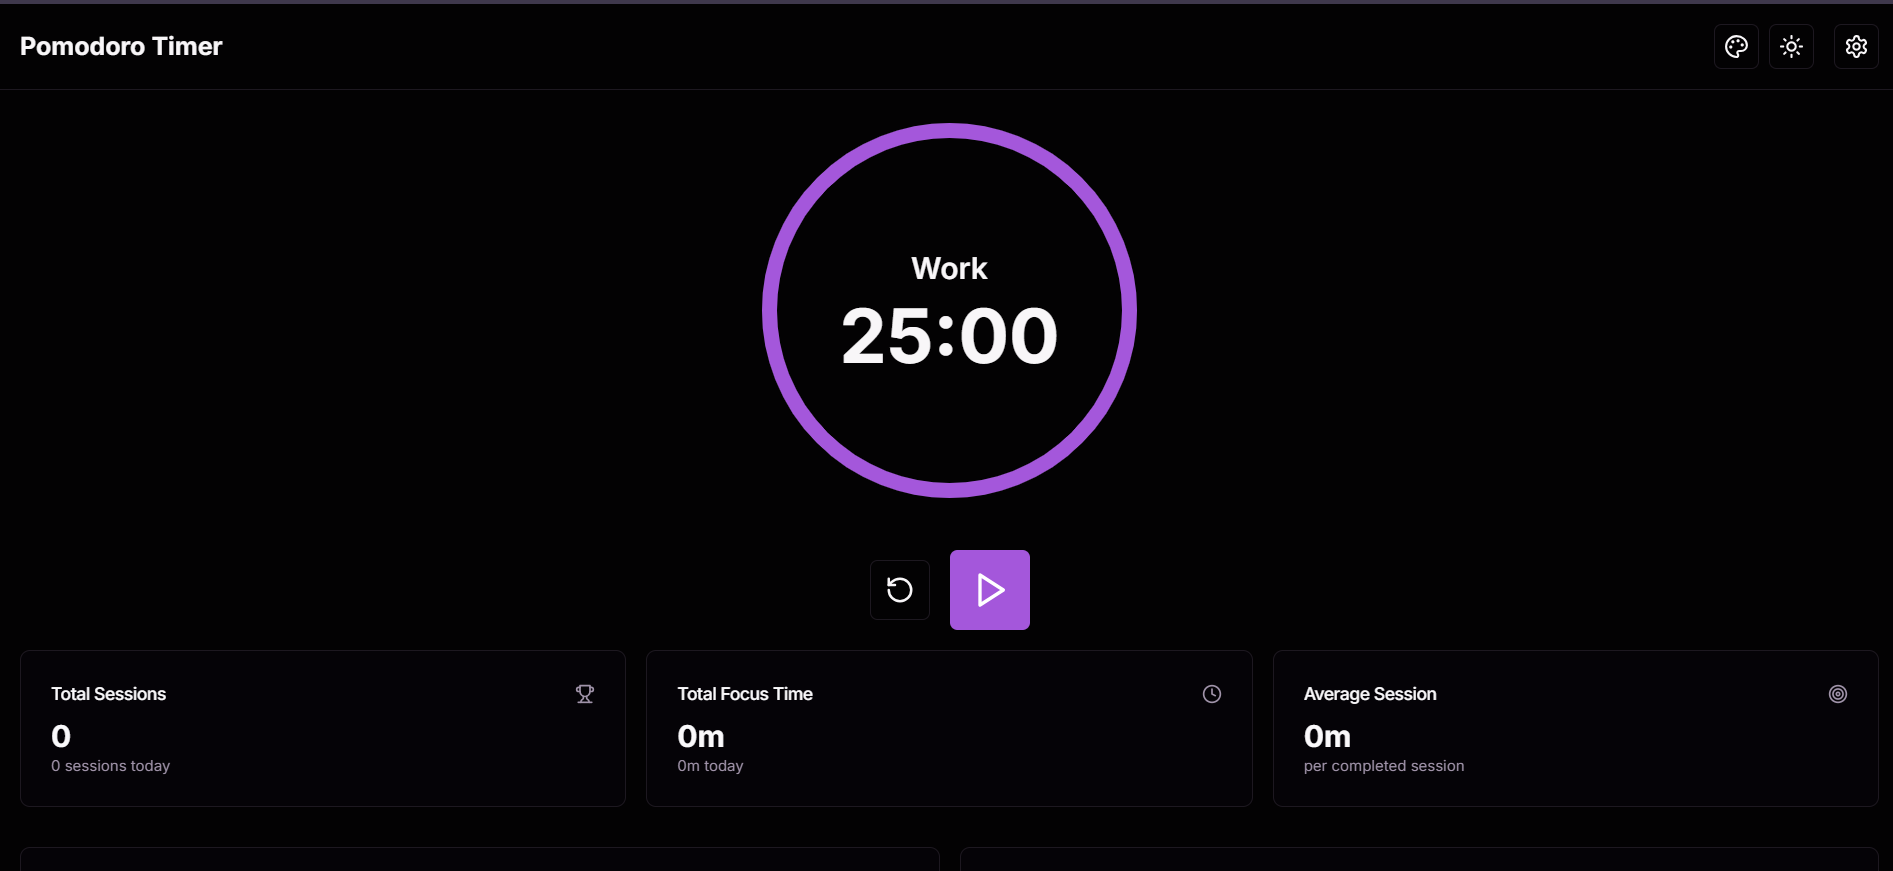 Pomodoro Timer
Work
25:00
Total Sessions
0
0 sessions today
Total Focus Time
0m
0m today
Average Session
0m
per completed session